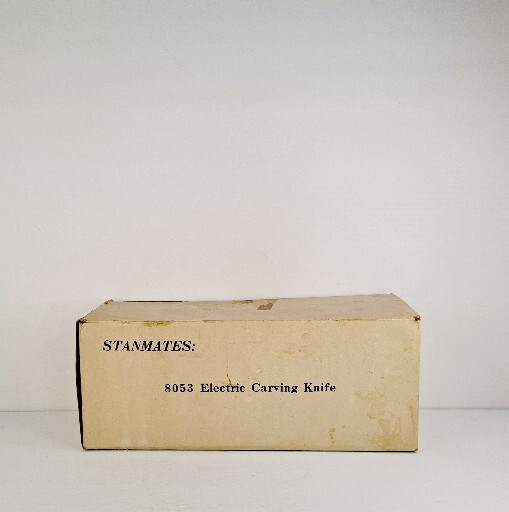 STANMATES:
8053 Electric Carving Knife